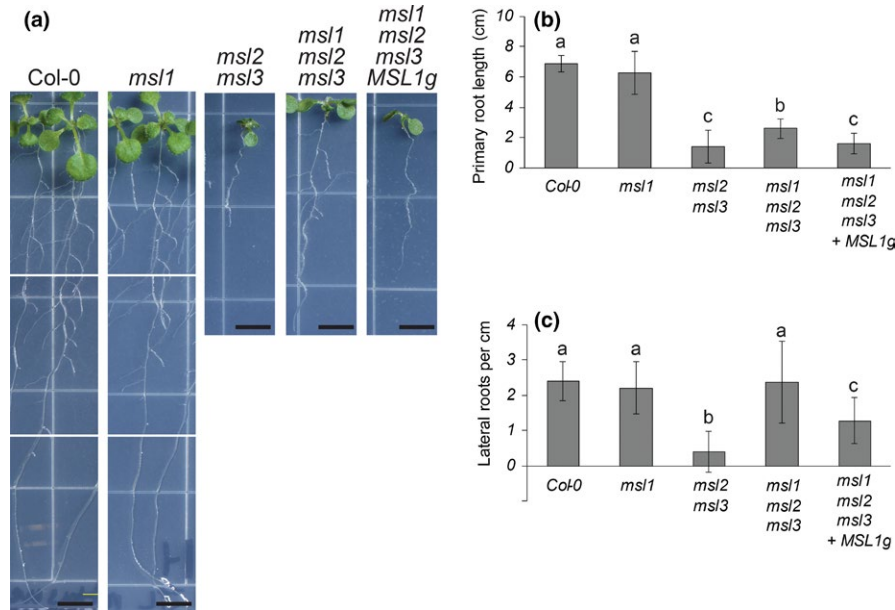 (a)
Col-0
msl1
msl2
msl3
msl1
msl2
msl3
msl1
msl2
msl3
MSL1g
(b)
Primary root length (cm)
10
8
6
4
2
0
a
a
c
b
c
Col-0
msl1
msl2
msl3
msl1
msl2
msl3
msl1
msl2
msl3
+ MSL1g
(c)
Lateral roots per cm
4
3
2
1
0
a
a
b
a
c
Col-0
msl1
msl2
msl3
msl1
msl2
msl3
msl1
msl2
msl3
+ MSL1g